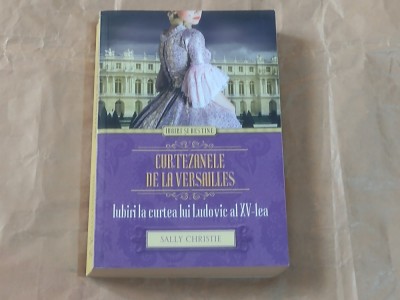 IUBIRI ȘI DESTINE
CURTEZANELE
DE LA VERSAILLES
Iubiri la curtea lui Ludovic al XV-lea
SALLY CHRISTIE